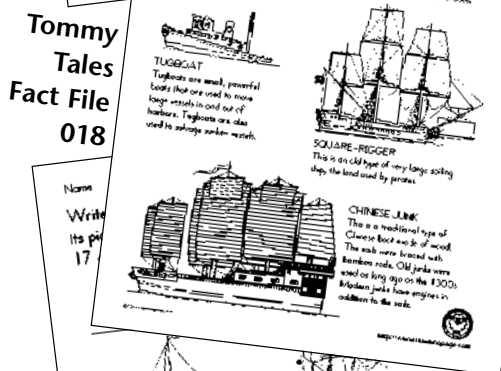 Tommy
Tales
Fact File
018
TUGBOAT
Tugboats are small, powerful
boats that are used to move
large vessels in and out of
harbors. Tugboats are also
used to salvage sunken vessels.
SQUARE-RIGGER
This is an old type of very large sailing
ship, the kind used by pirates.
CHINESE JUNK
This is a traditional type of
Chinese boat made of wood.
The sails were braced with
bamboo rods. Old junks were
used as long ago as the 1300s
Modern junks have engines in
addition to the sails.
Name
Write
Its pi
17